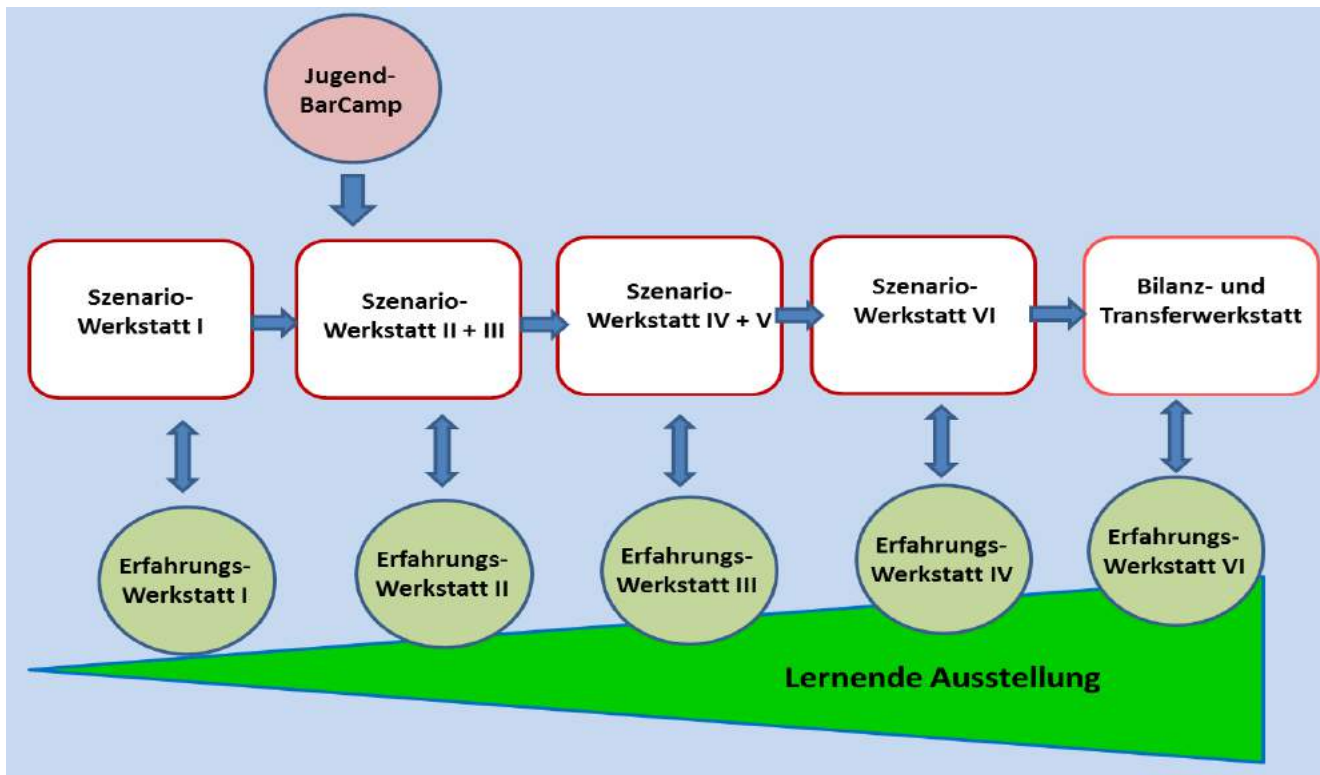 Jugend-
BarCamp
Szenario-
Werkstatt I
Szenario-
Werkstatt II + III
Szenario-
Werkstatt IV + V
Szenario-
Werkstatt VI
Bilanz- und
Transferwerkstatt
Erfahrungs-
Werkstatt I
Erfahrungs-
Werkstatt II
Erfahrungs-
Werkstatt III
Erfahrungs-
Werkstatt IV
Erfahrungs-
Werkstatt VI
Lernende Ausstellung